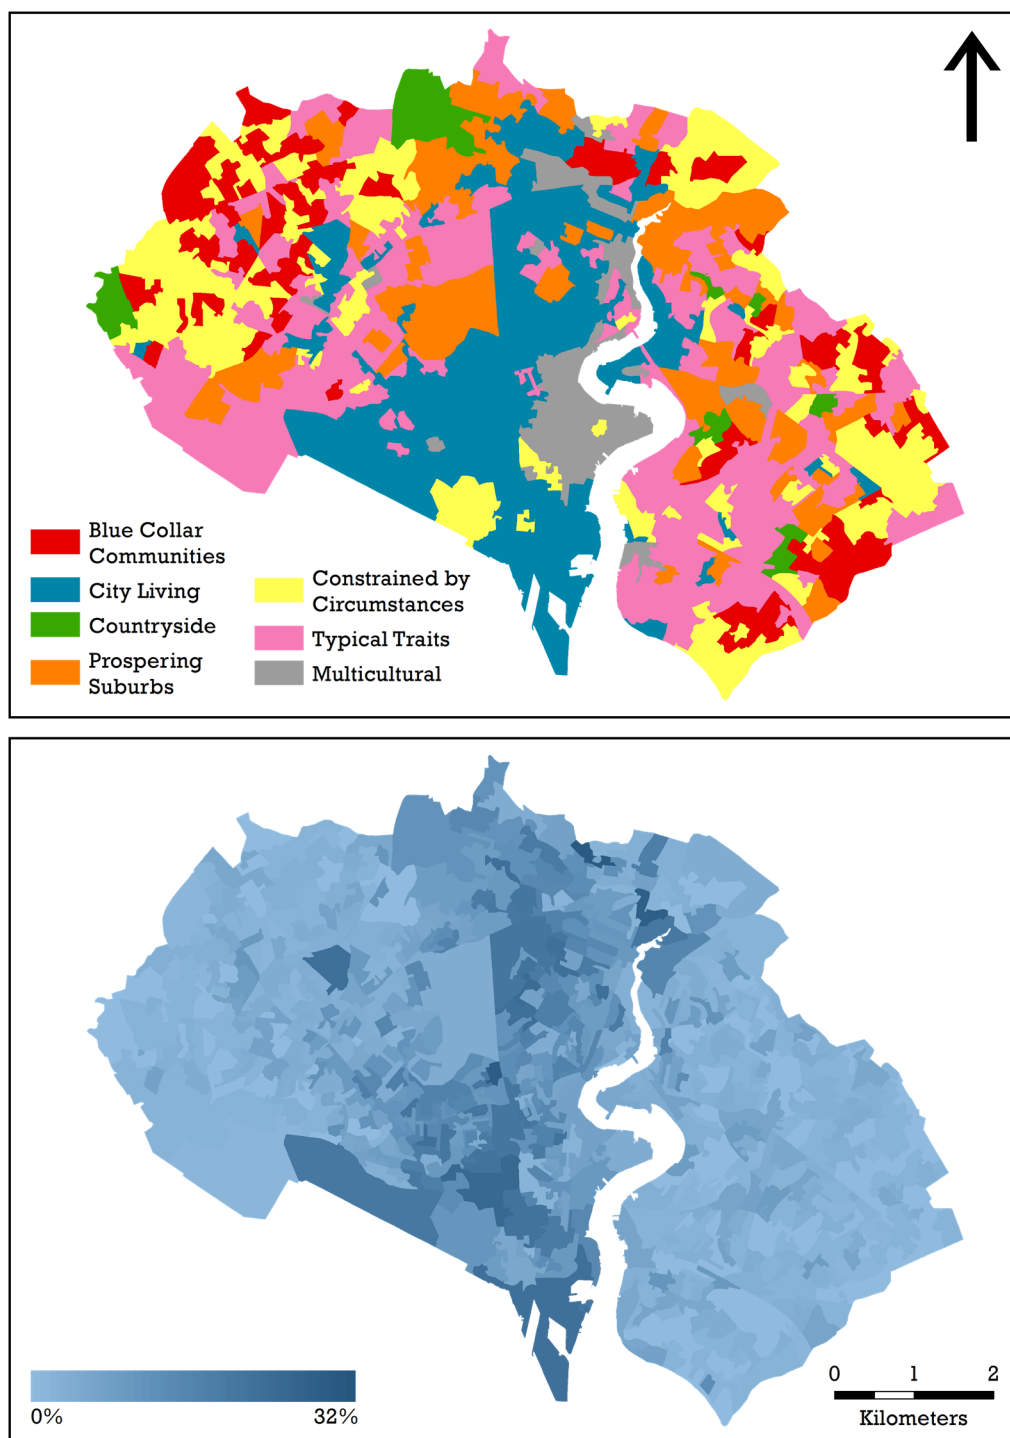 Blue Collar
Communities
City Living
Countryside
Prospering
Suburbs
Constrained by
Circumstances
Typical Traits
Multicultural
0%
32%
0 1 2
Kilometers